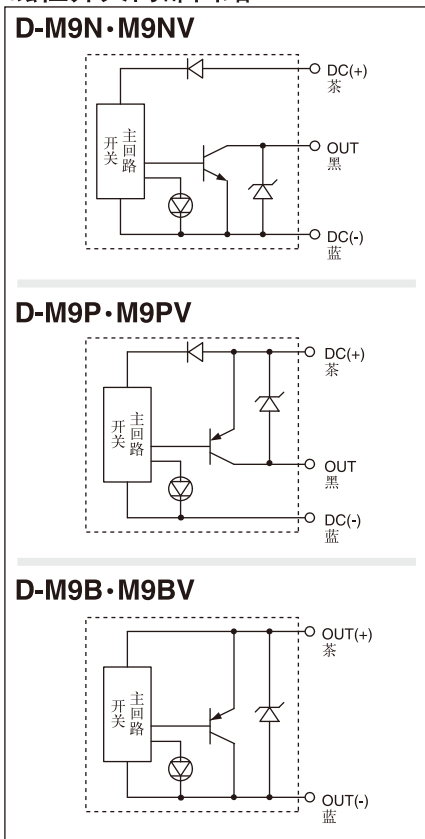 D-M9N·M9NV
DC(+)
茶
开关
主回路
OUT
黑
DC(-)
蓝
D-M9P·M9PV
DC(+)
茶
开关
主回路
OUT
黑
DC(-)
蓝
D-M9B·M9BV
OUT(+)
茶
开关
主回路
OUT(-)
蓝